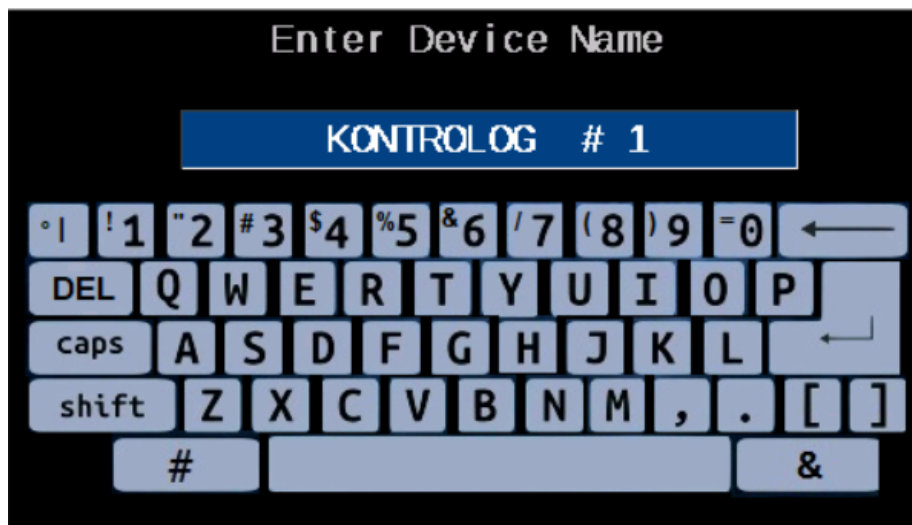 Enter Device Name
KONTROLOG # 1
°| !1 "2 #3 $4 %5 &6 /7 (8 )9 =0 ←
DEL Q W E R T Y U I O P
caps A S D F G H J K L ↵
shift Z X C V B N M , . [ ]
# &